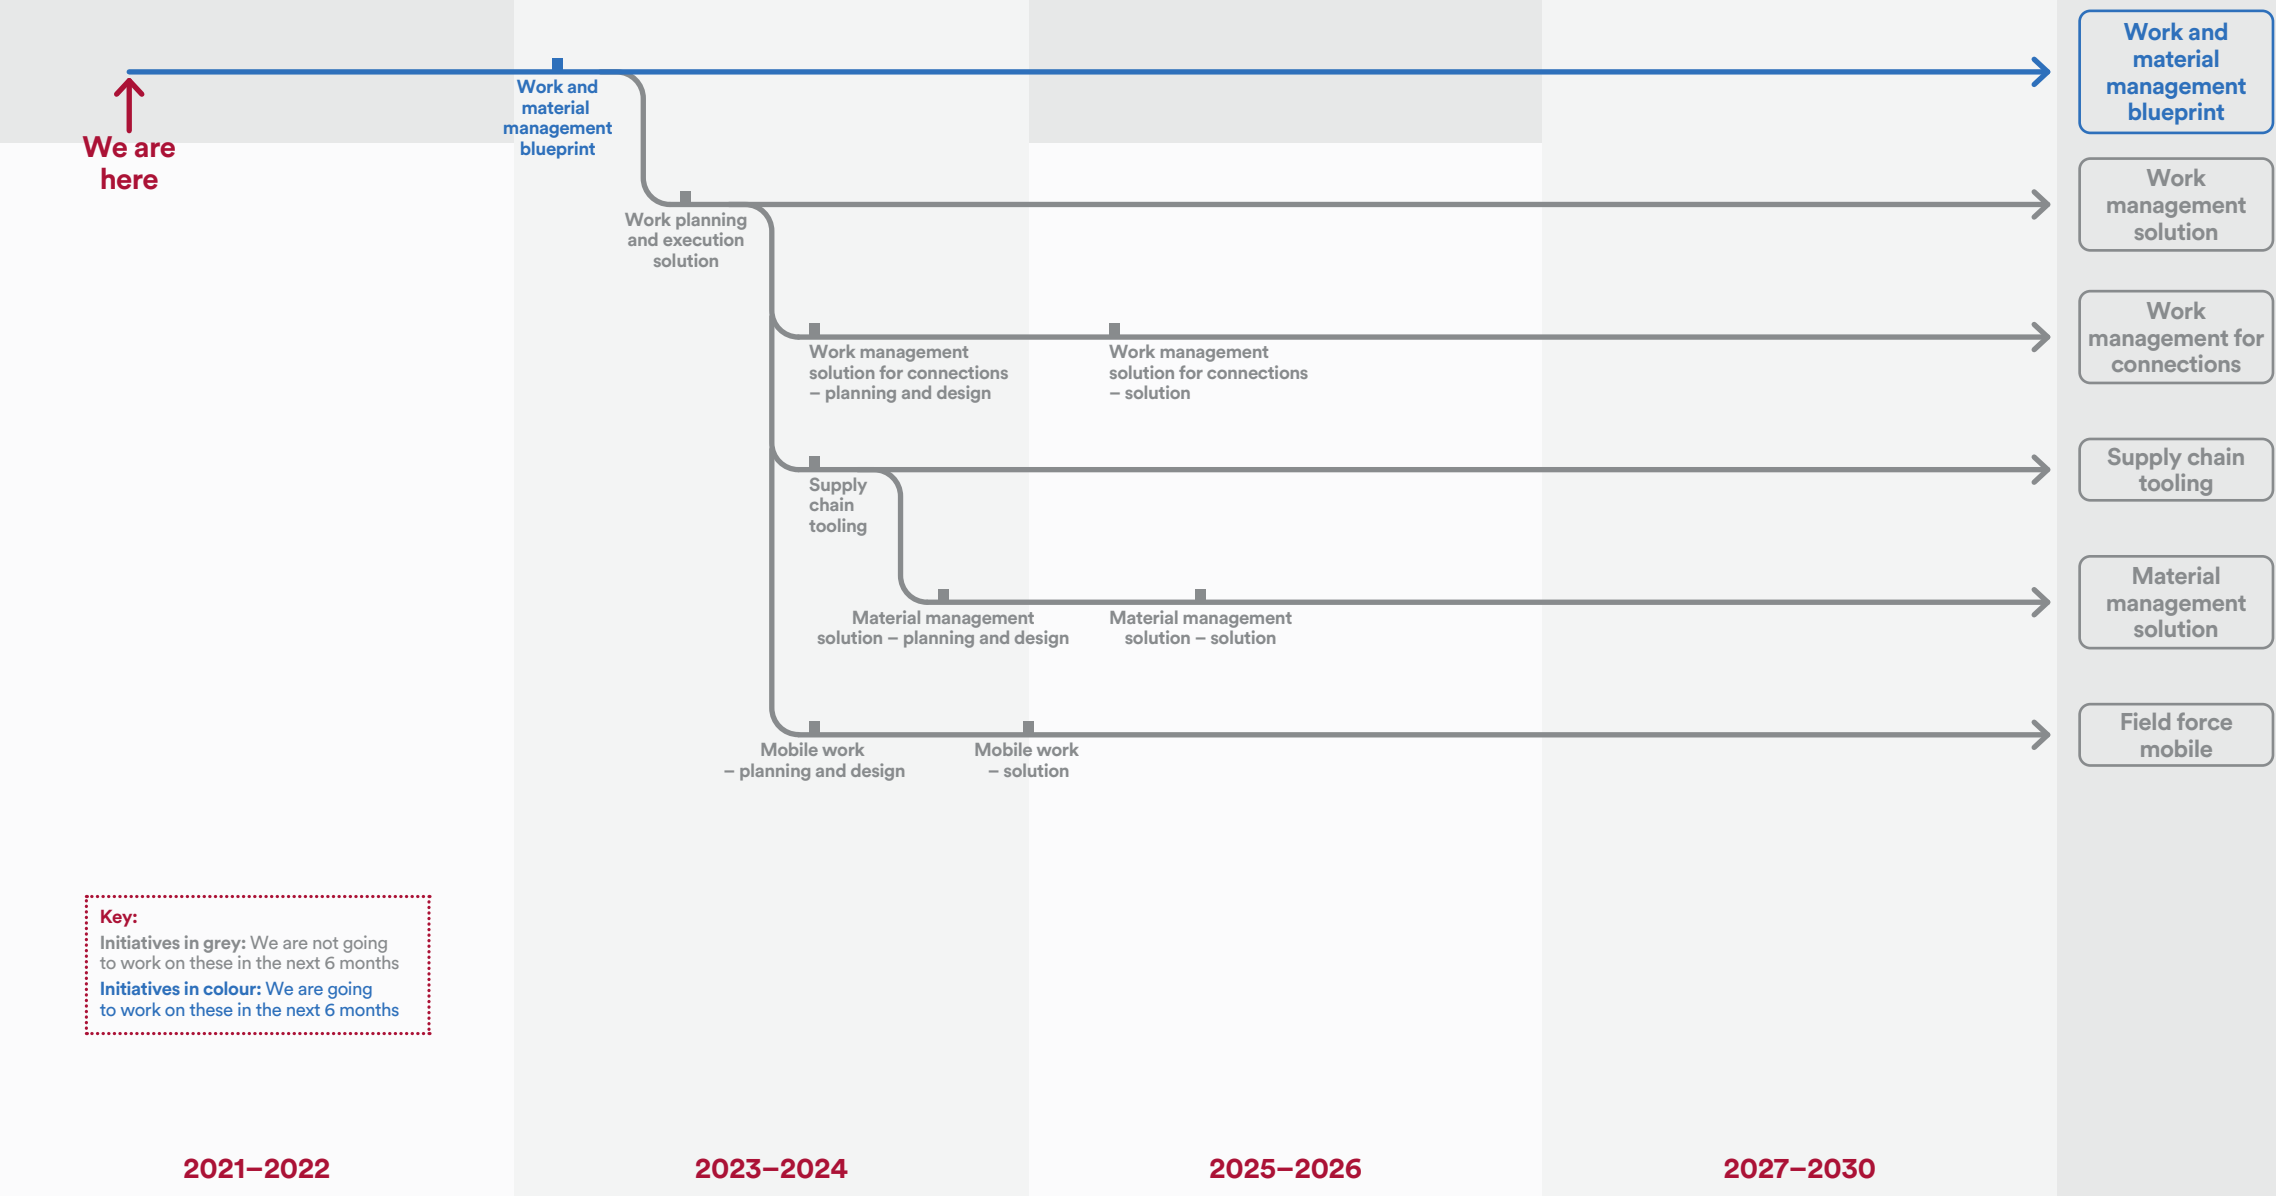 Work and
material
management
blueprint
Work and
material
management
blueprint
We are
here
Work
management
solution
Work planning
and execution
solution
Work
management for
connections
Work management
solution for connections
– planning and design
Work management
solution for connections
– solution
Supply chain
tooling
Supply
chain
tooling
Material
management
solution
Material management
solution – planning and design
Material management
solution – solution
Field force
mobile
Mobile work
– planning and design
Mobile work
– solution
Key:
Initiatives in grey: We are not going
to work on these in the next 6 months
Initiatives in colour: We are going
to work on these in the next 6 months
2021–2022
2023–2024
2025–2026
2027–2030